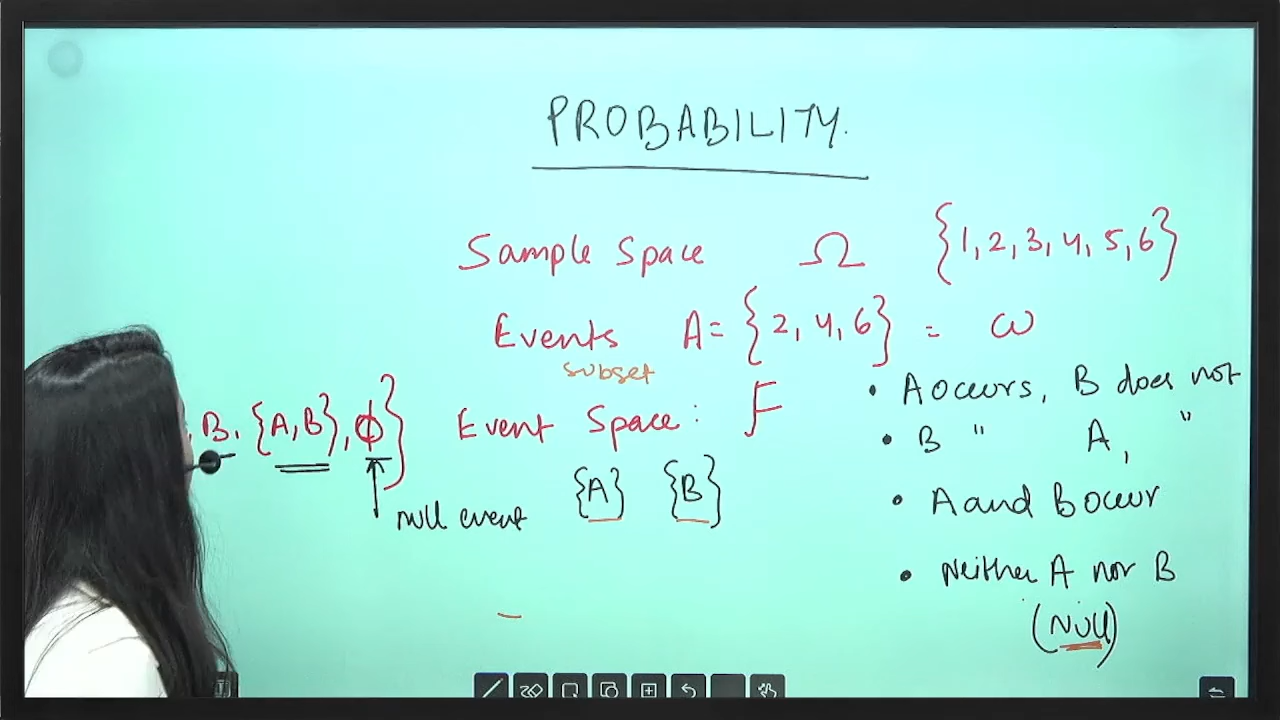 PROBABILITY.
Sample Space Ω {1, 2, 3, 4, 5, 6}
Events A = {2, 4, 6} = ω
subset
• A occurs, B does not
, B, {A, B}, ϕ}
Event Space: F
• B " A, "
null event
{A} {B}
• A and B occur
• Neither A nor B
(Null)